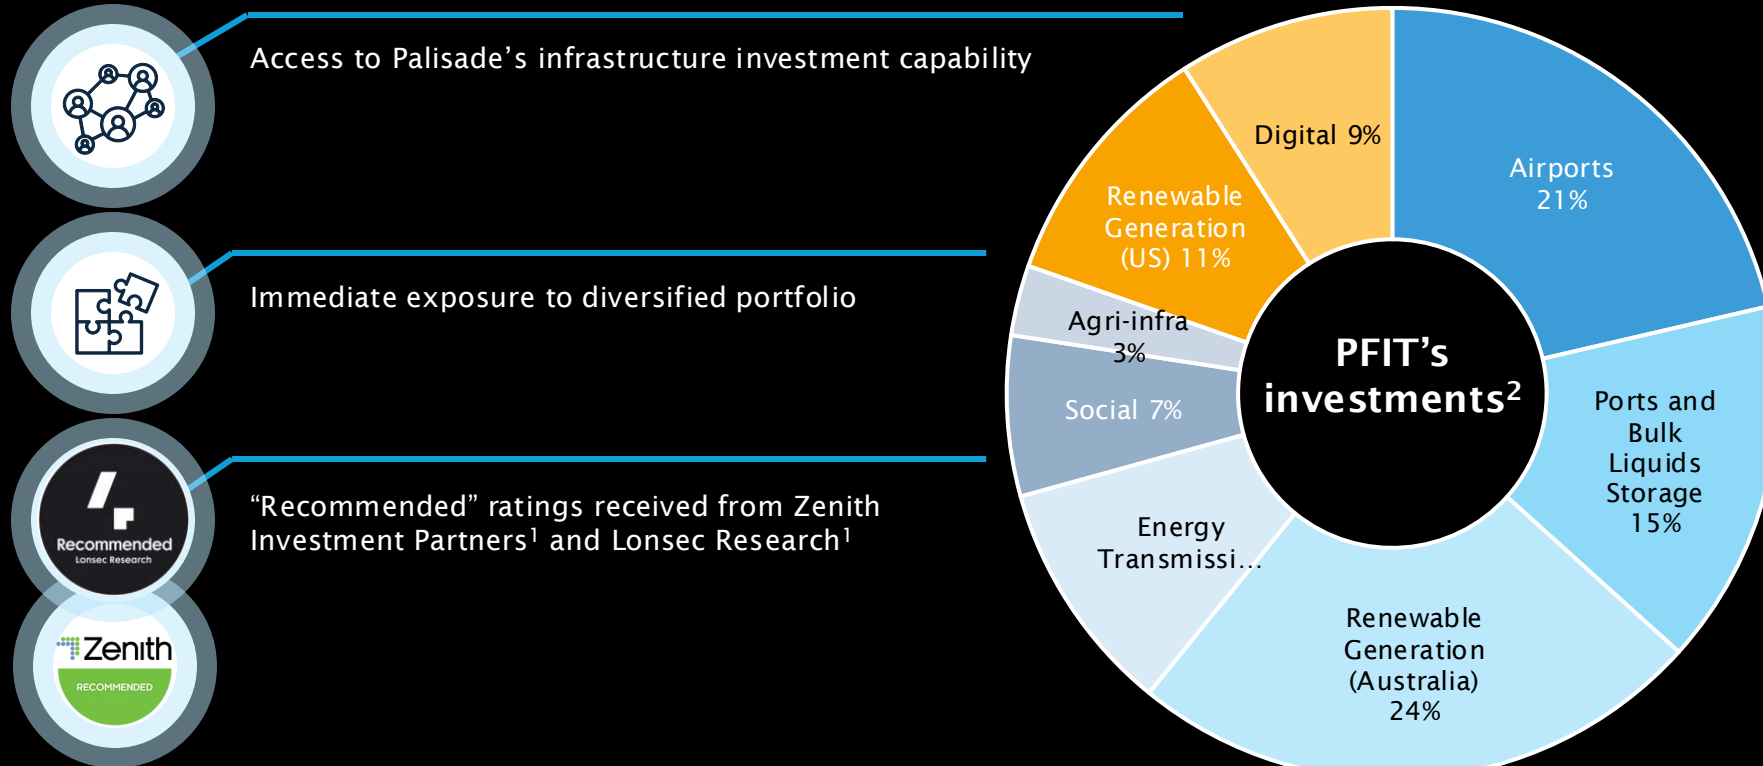 Access to Palisade’s infrastructure investment capability
Immediate exposure to diversified portfolio
“Recommended” ratings received from Zenith
Investment Partners¹ and Lonsec Research¹
Recommended
Lonsec Research
Zenith
RECOMMENDED
Digital 9%
Airports
21%
Renewable
Generation
(US) 11%
Agri-infra
3%
Social 7%
PFIT’s
investments²
Ports and
Bulk
Liquids
Storage
15%
Energy
Transmissi...
Renewable
Generation
(Australia)
24%